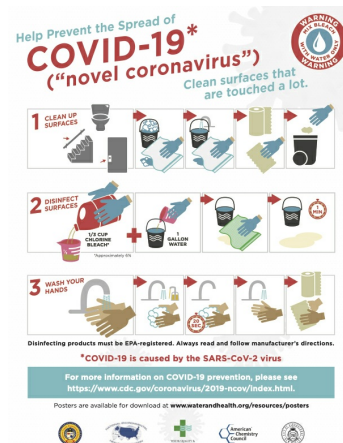 Help Prevent the Spread of
COVID-19*
("novel coronavirus")
WARNING
MIX BLEACH
WITH WATER ONLY
WARNING
Clean surfaces that
are touched a lot.
1 CLEAN UP
SURFACES
2 DISINFECT
SURFACES
1/3 CUP
CHLORINE
BLEACH*
1
GALLON
WATER
1
MIN
*Approximately 6%
3 WASH YOUR
HANDS
20
SEC
Disinfecting products must be EPA-registered. Always read and follow manufacturer's directions.
*COVID-19 is caused by the SARS-CoV-2 virus
For more information on COVID-19 prevention, please see
https://www.cdc.gov/coronavirus/2019-ncov/index.html.
Posters are available for download at www.waterandhealth.org/resources/posters
American
Chemistry
Council